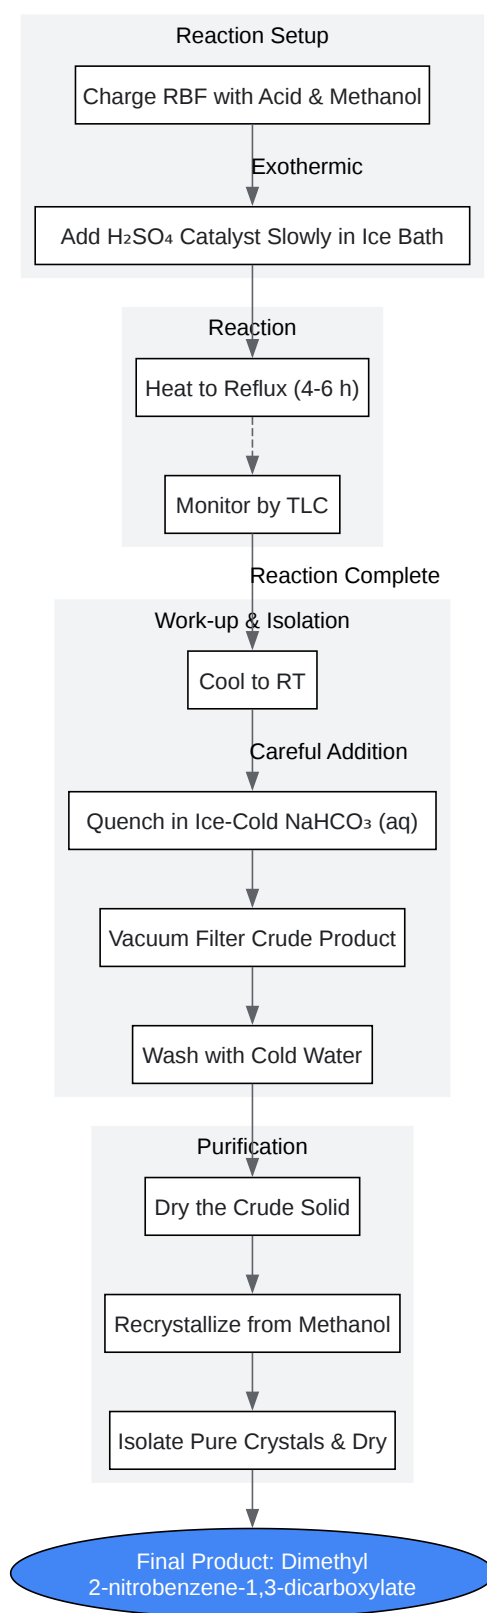 Reaction Setup
Charge RBF with Acid & Methanol
Exothermic
Add H₂SO₄ Catalyst Slowly in Ice Bath
Reaction
Heat to Reflux (4-6 h)
Monitor by TLC
Reaction Complete
Work-up & Isolation
Cool to RT
Careful Addition
Quench in Ice-Cold NaHCO₃ (aq)
Vacuum Filter Crude Product
Wash with Cold Water
Purification
Dry the Crude Solid
Recrystallize from Methanol
Isolate Pure Crystals & Dry
Final Product: Dimethyl
2-nitrobenzene-1,3-dicarboxylate